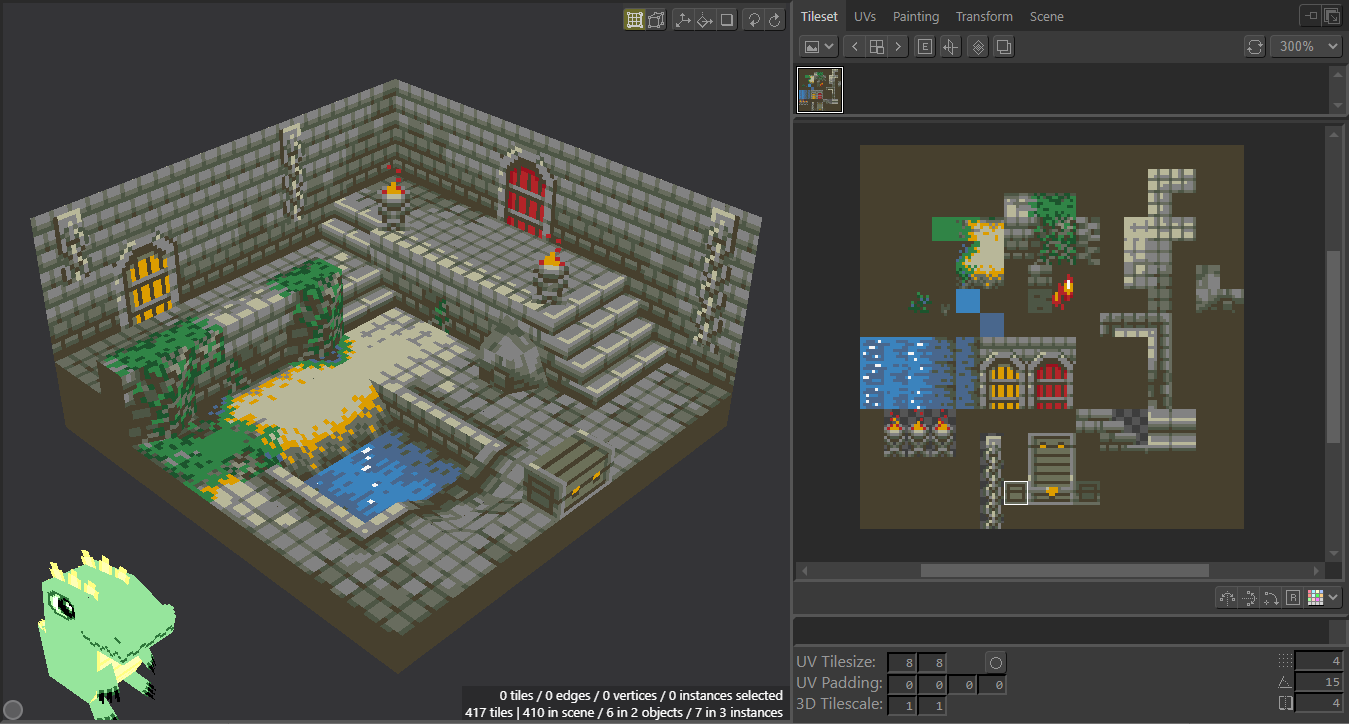 Tileset UVs Painting Transform Scene
E 300%
R
UV Tilesize: 8 8 4
UV Padding: 0 0 0 0 15
3D Tilescale: 1 1 4
0 tiles / 0 edges / 0 vertices / 0 instances selected
417 tiles | 410 in scene / 6 in 2 objects / 7 in 3 instances